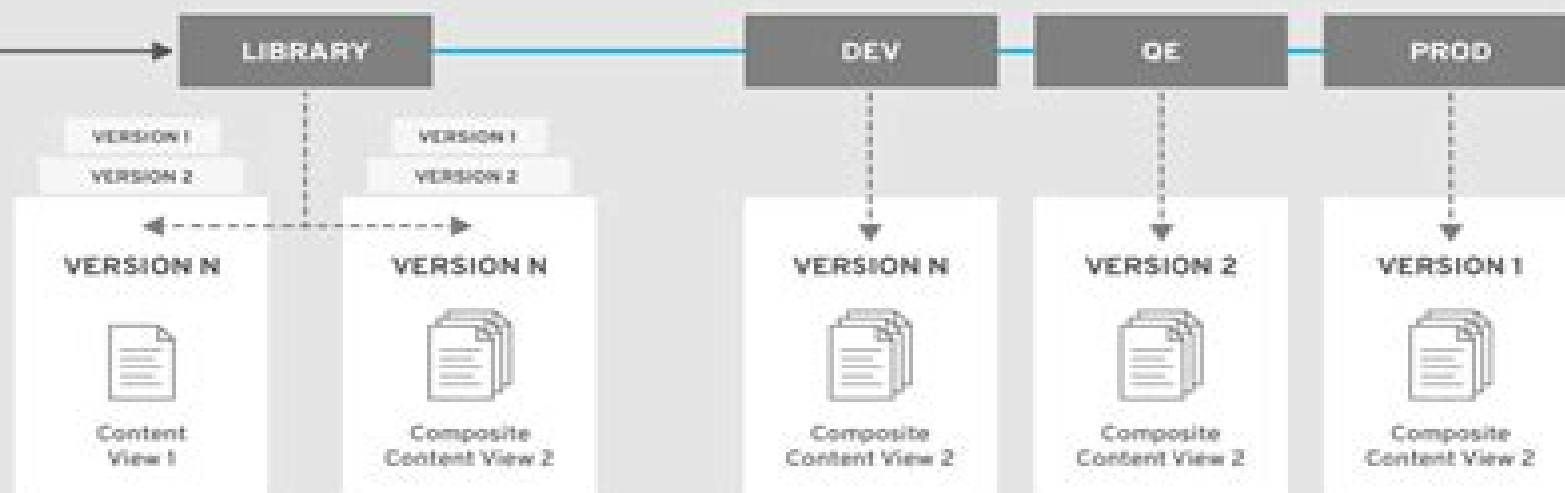 LIBRARY
DEV
QE
PROD
VERSION 1
VERSION 2
VERSION N
Content
View 1
VERSION 1
VERSION 2
VERSION N
Composite
Content View 2
VERSION N
Composite
Content View 2
VERSION 2
Composite
Content View 2
VERSION 1
Composite
Content View 2